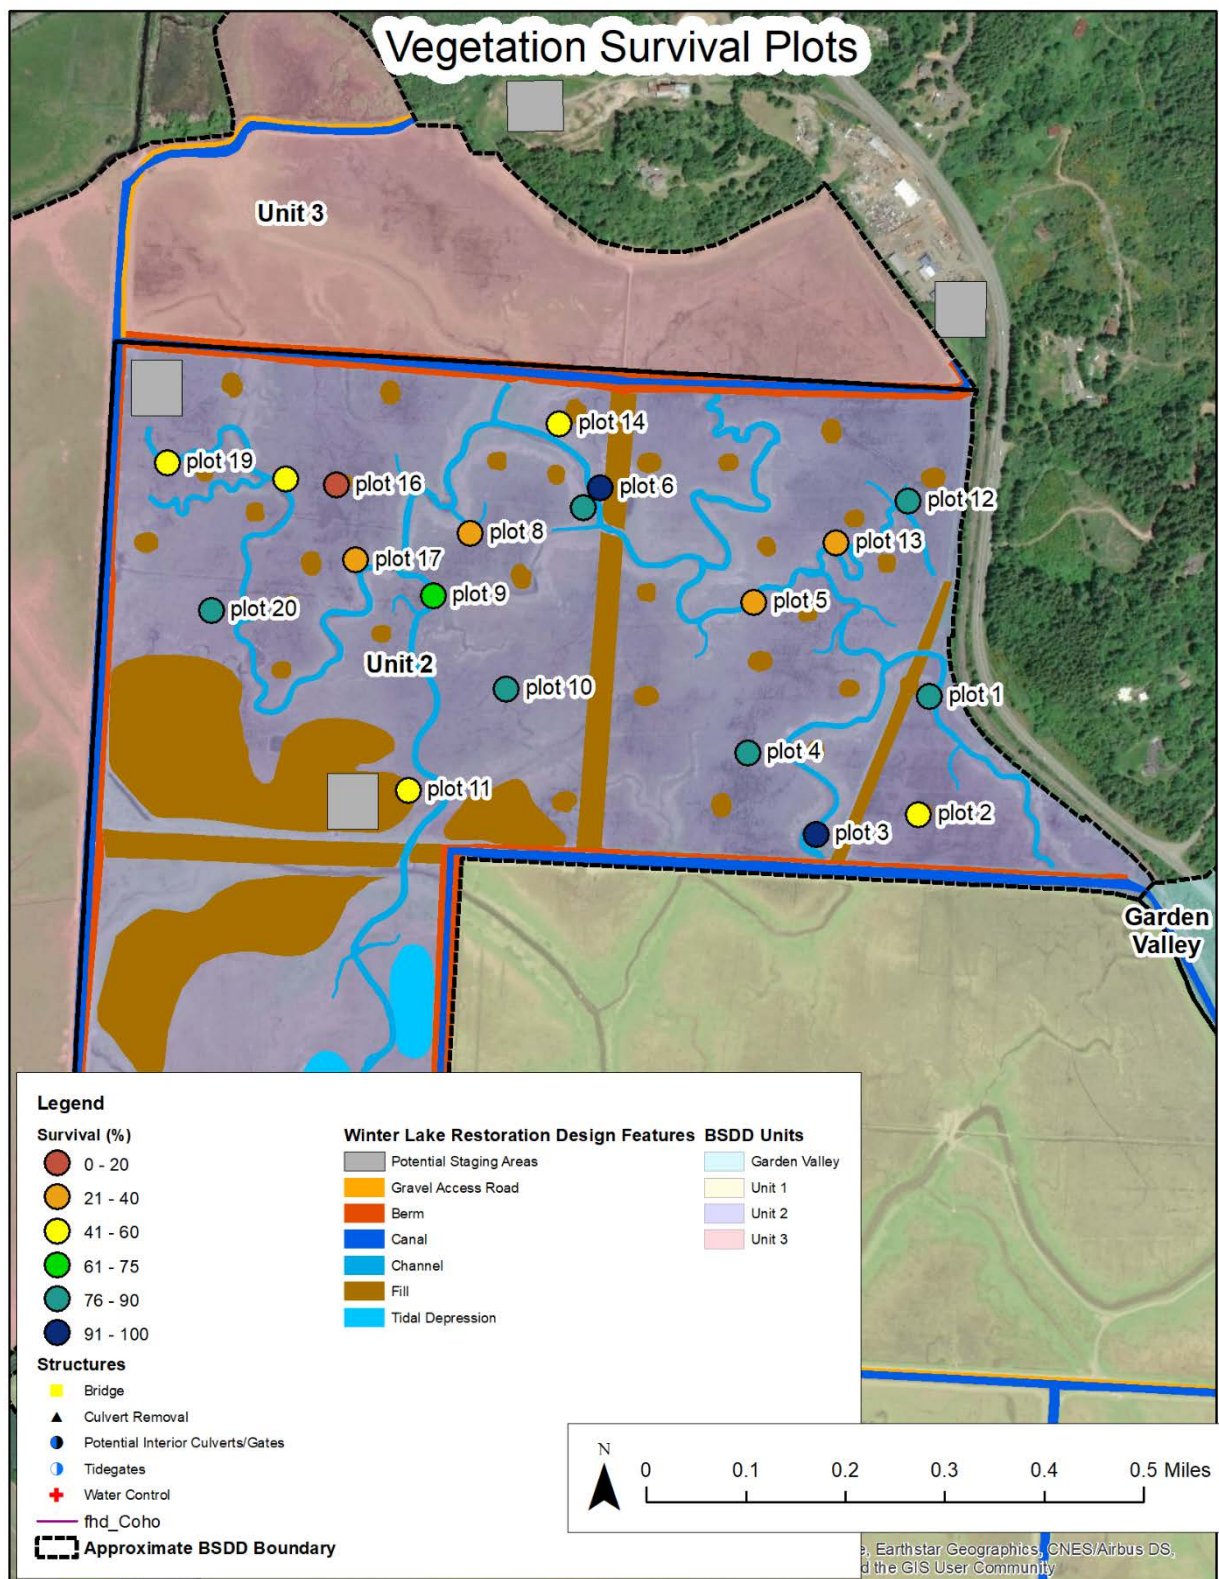 Vegetation Survival Plots
Unit 3
plot 14
plot 19
plot 16
plot 6
plot 12
plot 8
plot 13
plot 17
plot 9
plot 5
plot 20
Unit 2
plot 10
plot 1
plot 4
plot 11
plot 2
plot 3
Garden
Valley
Legend
Survival (%)
0 - 20
21 - 40
41 - 60
61 - 75
76 - 90
91 - 100
Structures
Bridge
Culvert Removal
Potential Interior Culverts/Gates
Tidegates
Water Control
fhd_Coho
Approximate BSDD Boundary
Winter Lake Restoration Design Features
Potential Staging Areas
Gravel Access Road
Berm
Canal
Channel
Fill
Tidal Depression
BSDD Units
Garden Valley
Unit 1
Unit 2
Unit 3
N
0 0.1 0.2 0.3 0.4 0.5 Miles
Earthstar Geographics, CNES/Airbus DS,
the GIS User Community